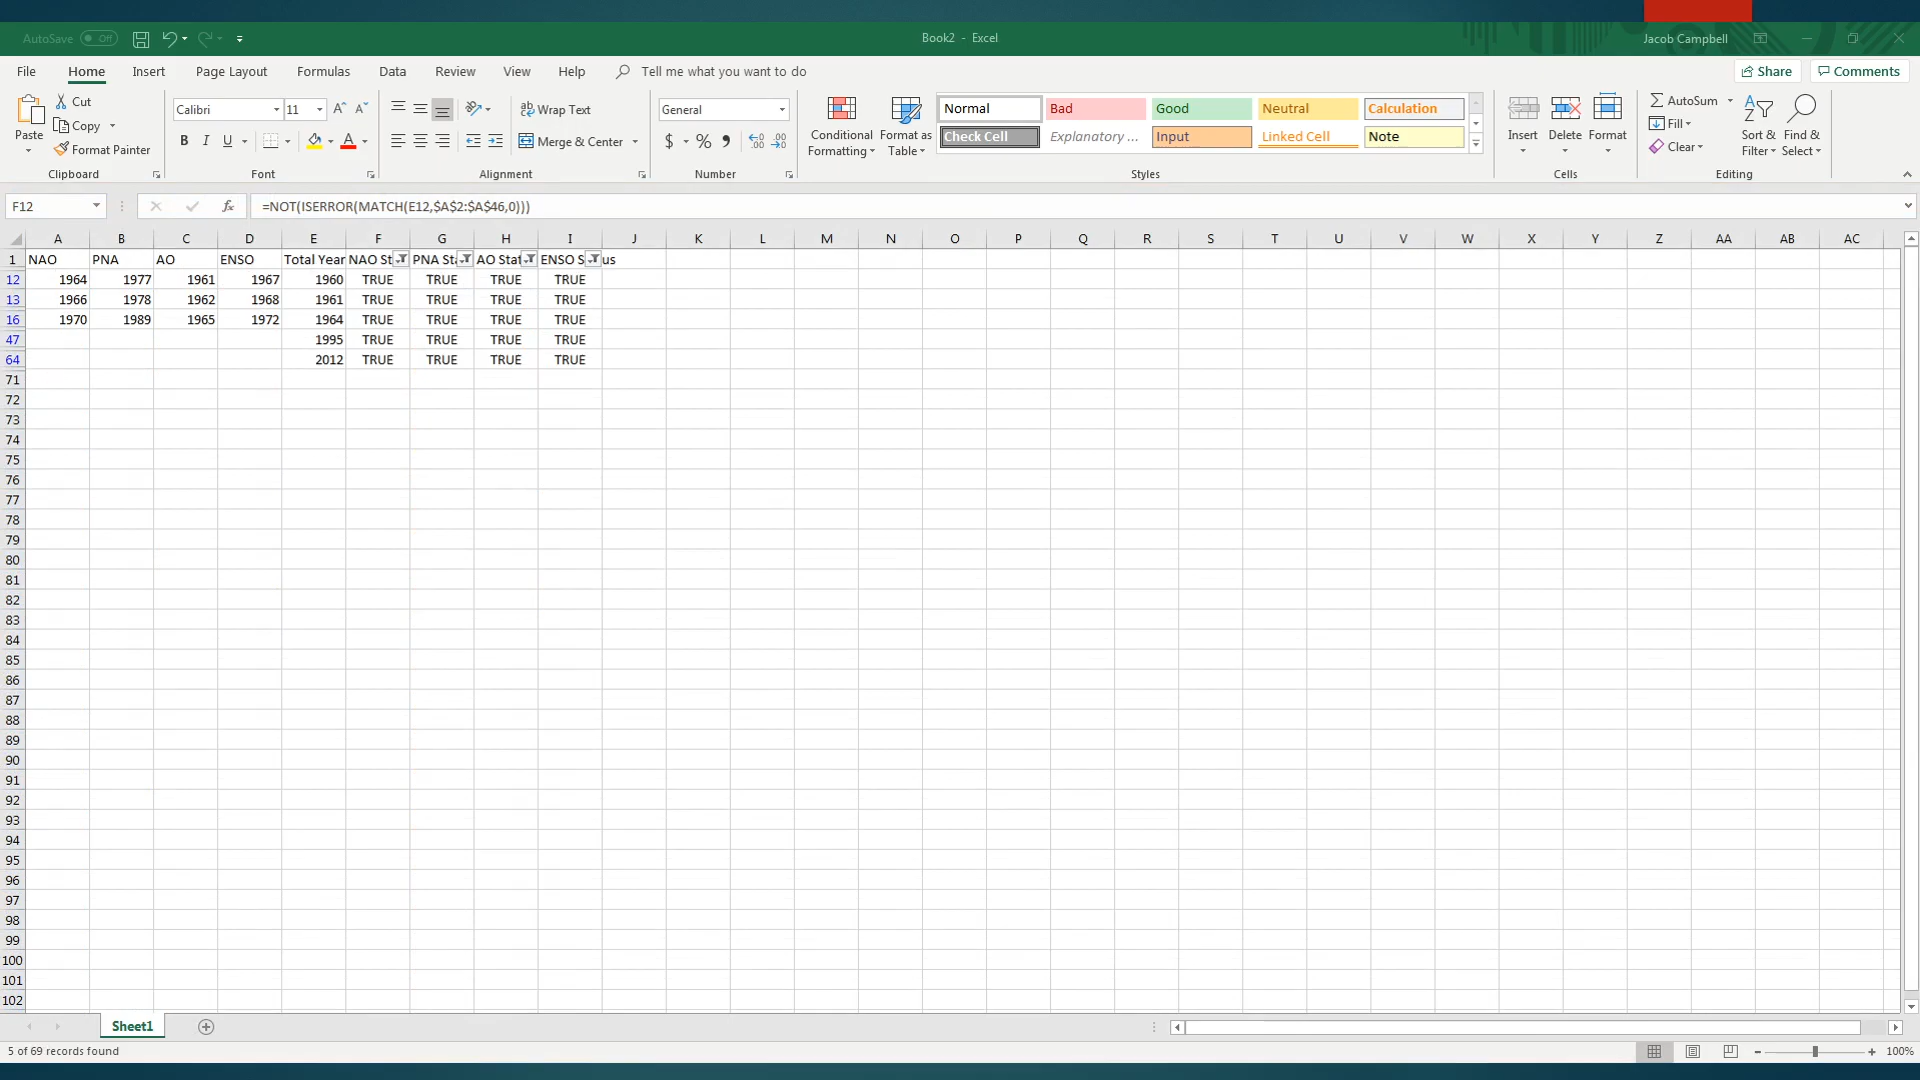 AutoSave Off
Book2 - Excel
Jacob Campbell
File Home Insert Page Layout Formulas Data Review View Help Tell me what you want to do Share Comments
Paste
Cut
Copy
Format Painter
Clipboard
Calibri 11
B I U
Font
Wrap Text
Merge & Center
Alignment
General
$ % ,
Number
Conditional Formatting
Format as Table
Normal Bad Good Neutral Calculation
Check Cell Explanatory ... Input Linked Cell Note
Styles
Insert Delete Format
Cells
AutoSum
Fill
Clear
Sort & Filter
Find & Select
Editing
F12 fx =NOT(ISERROR(MATCH(E12,$A$2:$A$46,0)))
A B C D E F G H I J K L M N O P Q R S T U V W X Y Z AA AB AC
1 NAO PNA AO ENSO Total Year NAO St PNA Sta AO Stat ENSO S us
12 1964 1977 1961 1967 1960 TRUE TRUE TRUE TRUE
13 1966 1978 1962 1968 1961 TRUE TRUE TRUE TRUE
16 1970 1989 1965 1972 1964 TRUE TRUE TRUE TRUE
47 1995 TRUE TRUE TRUE TRUE
64 2012 TRUE TRUE TRUE TRUE
71
72
73
74
75
76
77
78
79
80
81
82
83
84
85
86
87
88
89
90
91
92
93
94
95
96
97
98
99
100
101
102
Sheet1
5 of 69 records found
100%